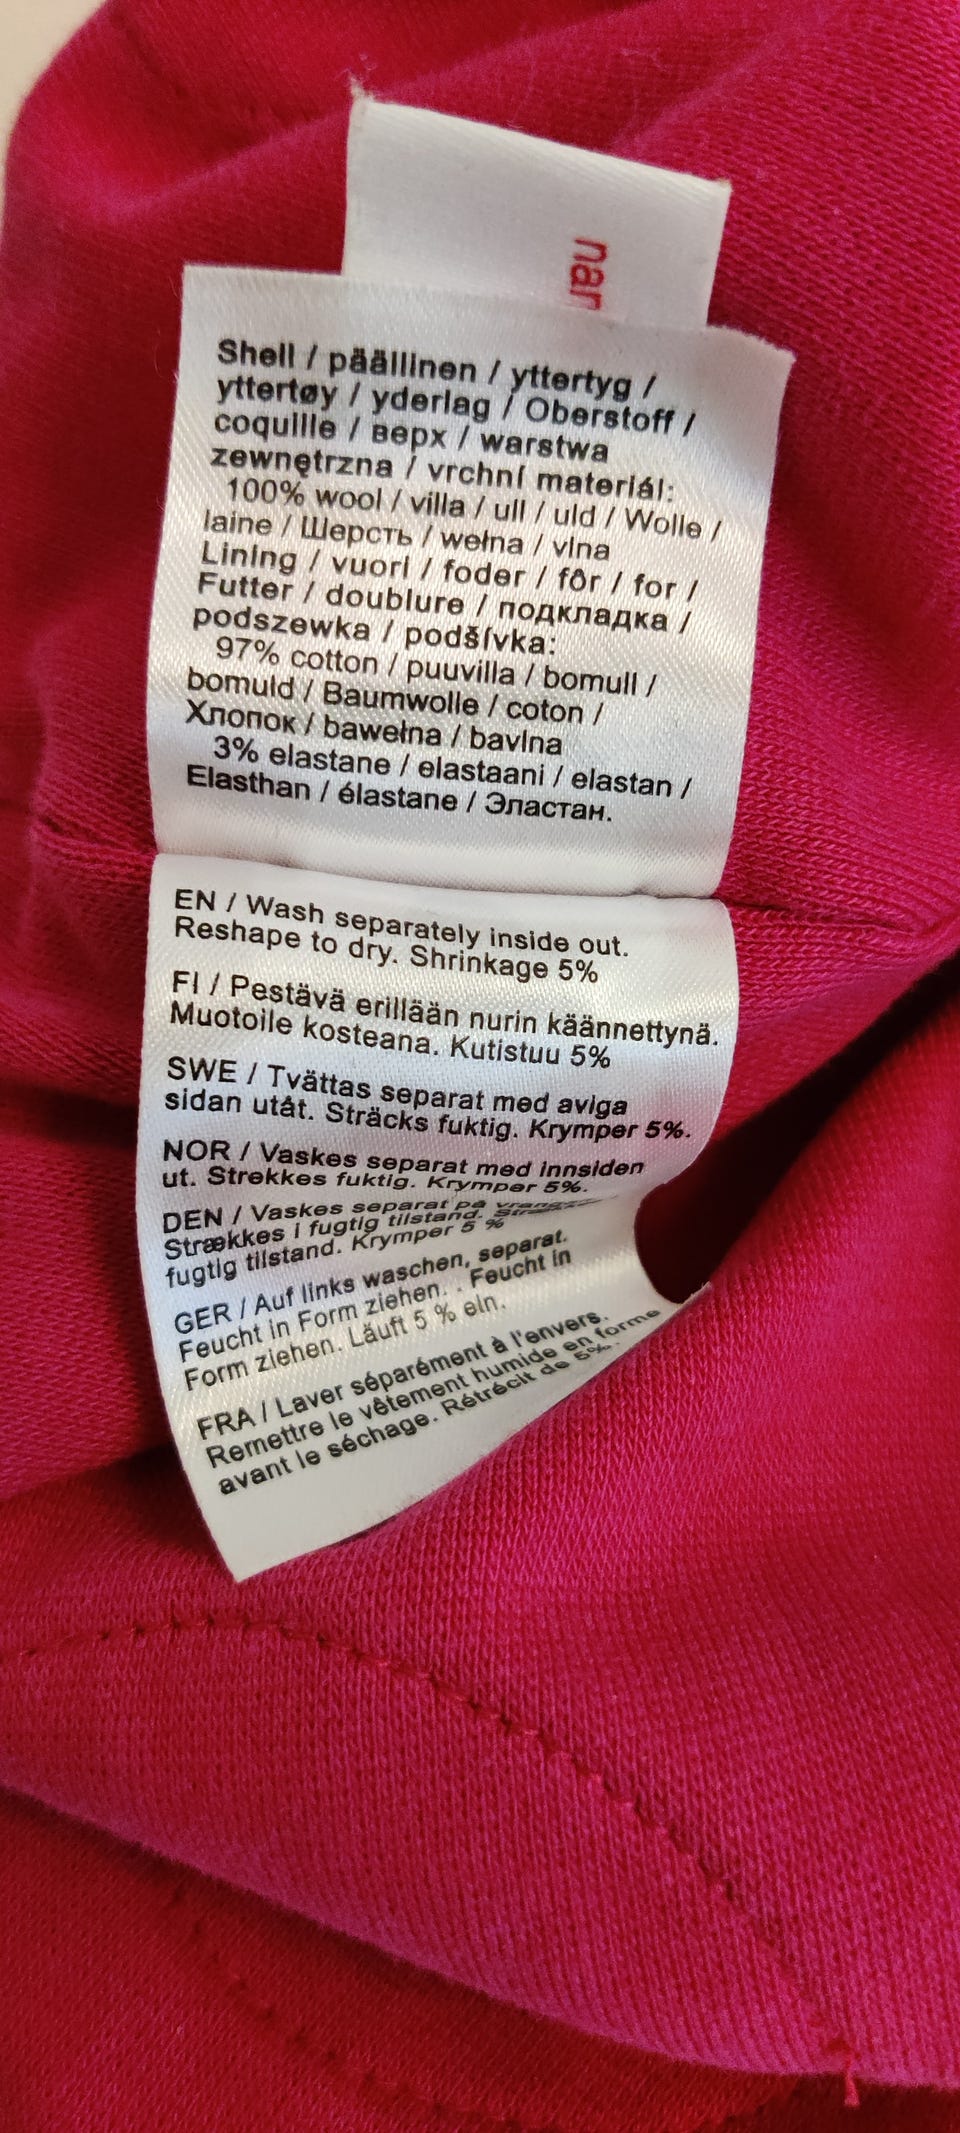 nar
Shell / päällinen / yttertyg /
yttertøy / yderlag / Oberstoff /
coquille / верх / warstwa
zewnętrzna / vrchní materiál:
100% wool / villa / ull / uld / Wolle /
laine / Шерсть / wełna / vlna
Lining / vuori / foder / fôr / for /
Futter / doublure / подкладка /
podszewka / podšívka:
97% cotton / puuvilla / bomull /
bomuld / Baumwolle / coton /
Хлопок / bawełna / bavlna
3% elastane / elastaani / elastan /
Elasthan / élastane / Эластан.
EN / Wash separately inside out.
Reshape to dry. Shrinkage 5%
FI / Pestävä erillään nurin käännettynä.
Muotoile kosteana. Kutistuu 5%
SWE / Tvättas separat med aviga
sidan utåt. Sträcks fuktig. Krymper 5%.
NOR / Vaskes separat med innsiden
ut. Strekkes fuktig. Krymper 5%.
DEN / Vaskes separat på
Strækkes i fugtig tilstand.
fugtig tilstand. Krymper 5 %
GER / Auf links waschen, separat.
Feucht in Form ziehen. . Feucht in
Form ziehen. Läuft 5 % ein.
FRA / Laver séparément à l'envers.
Remettre le vêtement humide en forme
avant le séchage. Rétrécit de 5%.